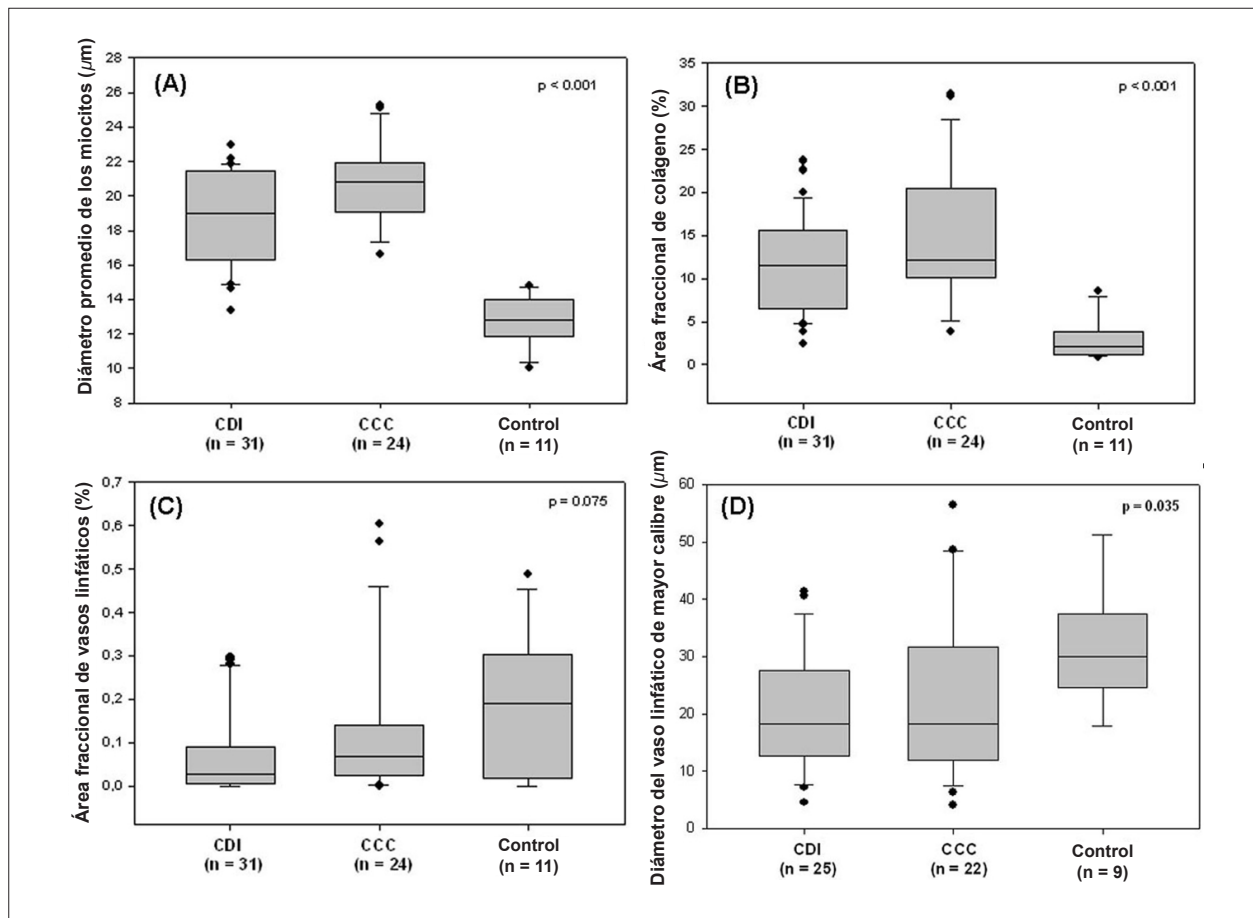 (A)
p < 0.001
Diámetro promedio de los miocitos (µm)
28
26
24
22
20
18
16
14
12
10
8
CDI
(n = 31)
CCC
(n = 24)
Control
(n = 11)
(B)
p < 0.001
Área fraccional de colágeno (%)
35
30
25
20
15
10
5
0
CDI
(n = 31)
CCC
(n = 24)
Control
(n = 11)
(C)
p = 0.075
Área fraccional de vasos linfáticos (%)
0,7
0,6
0,5
0,4
0,3
0,2
0,1
0,0
CDI
(n = 31)
CCC
(n = 24)
Control
(n = 11)
(D)
p = 0.035
Diámetro del vaso linfático de mayor calibre (µm)
60
50
40
30
20
10
0
CDI
(n = 25)
CCC
(n = 22)
Control
(n = 9)